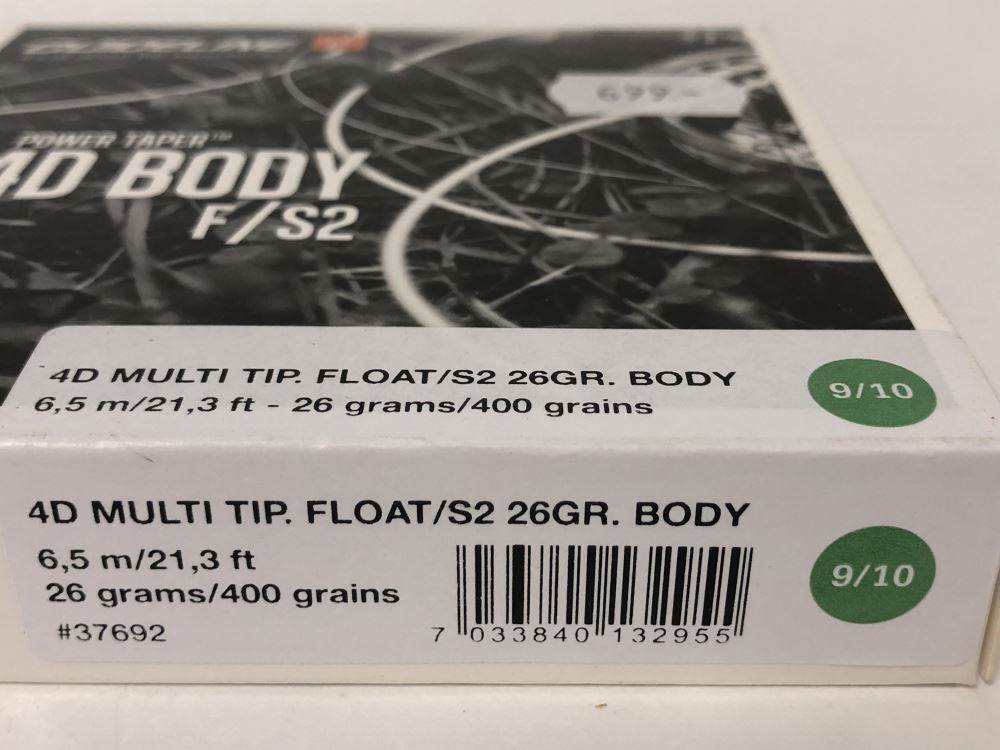 GUIDELINE
699.-
POWER TAPER™
4D BODY
F/S2
4D MULTI TIP. FLOAT/S2 26GR. BODY
6,5 m/21,3 ft - 26 grams/400 grains
9/10
4D MULTI TIP. FLOAT/S2 26GR. BODY
6,5 m/21,3 ft
26 grams/400 grains
#37692
7 033840 132955
9/10